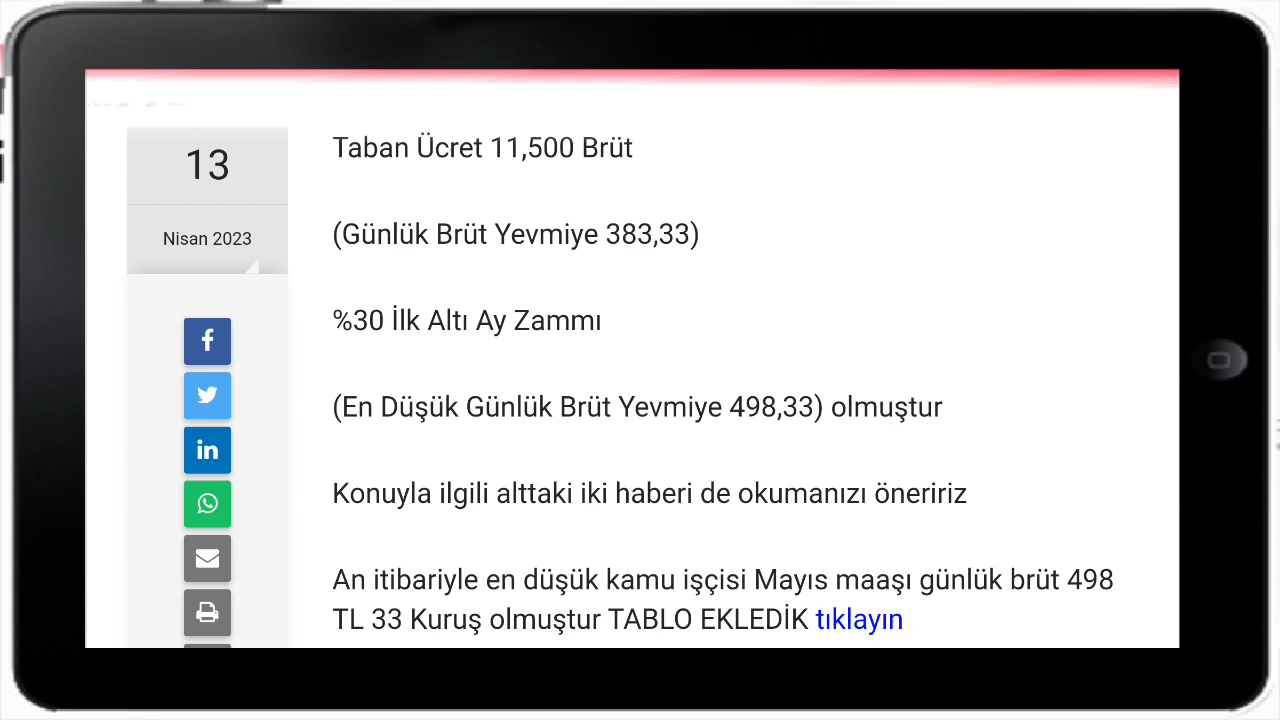 13
Nisan 2023
Taban Ücret 11,500 Brüt
(Günlük Brüt Yevmiye 383,33)
%30 İlk Altı Ay Zammı
(En Düşük Günlük Brüt Yevmiye 498,33) olmuştur
Konuyla ilgili alttaki iki haberi de okumanızı öneririz
An itibariyle en düşük kamu işçisi Mayıs maaşı günlük brüt 498
TL 33 Kuruş olmuştur TABLO EKLEDİK tıklayın